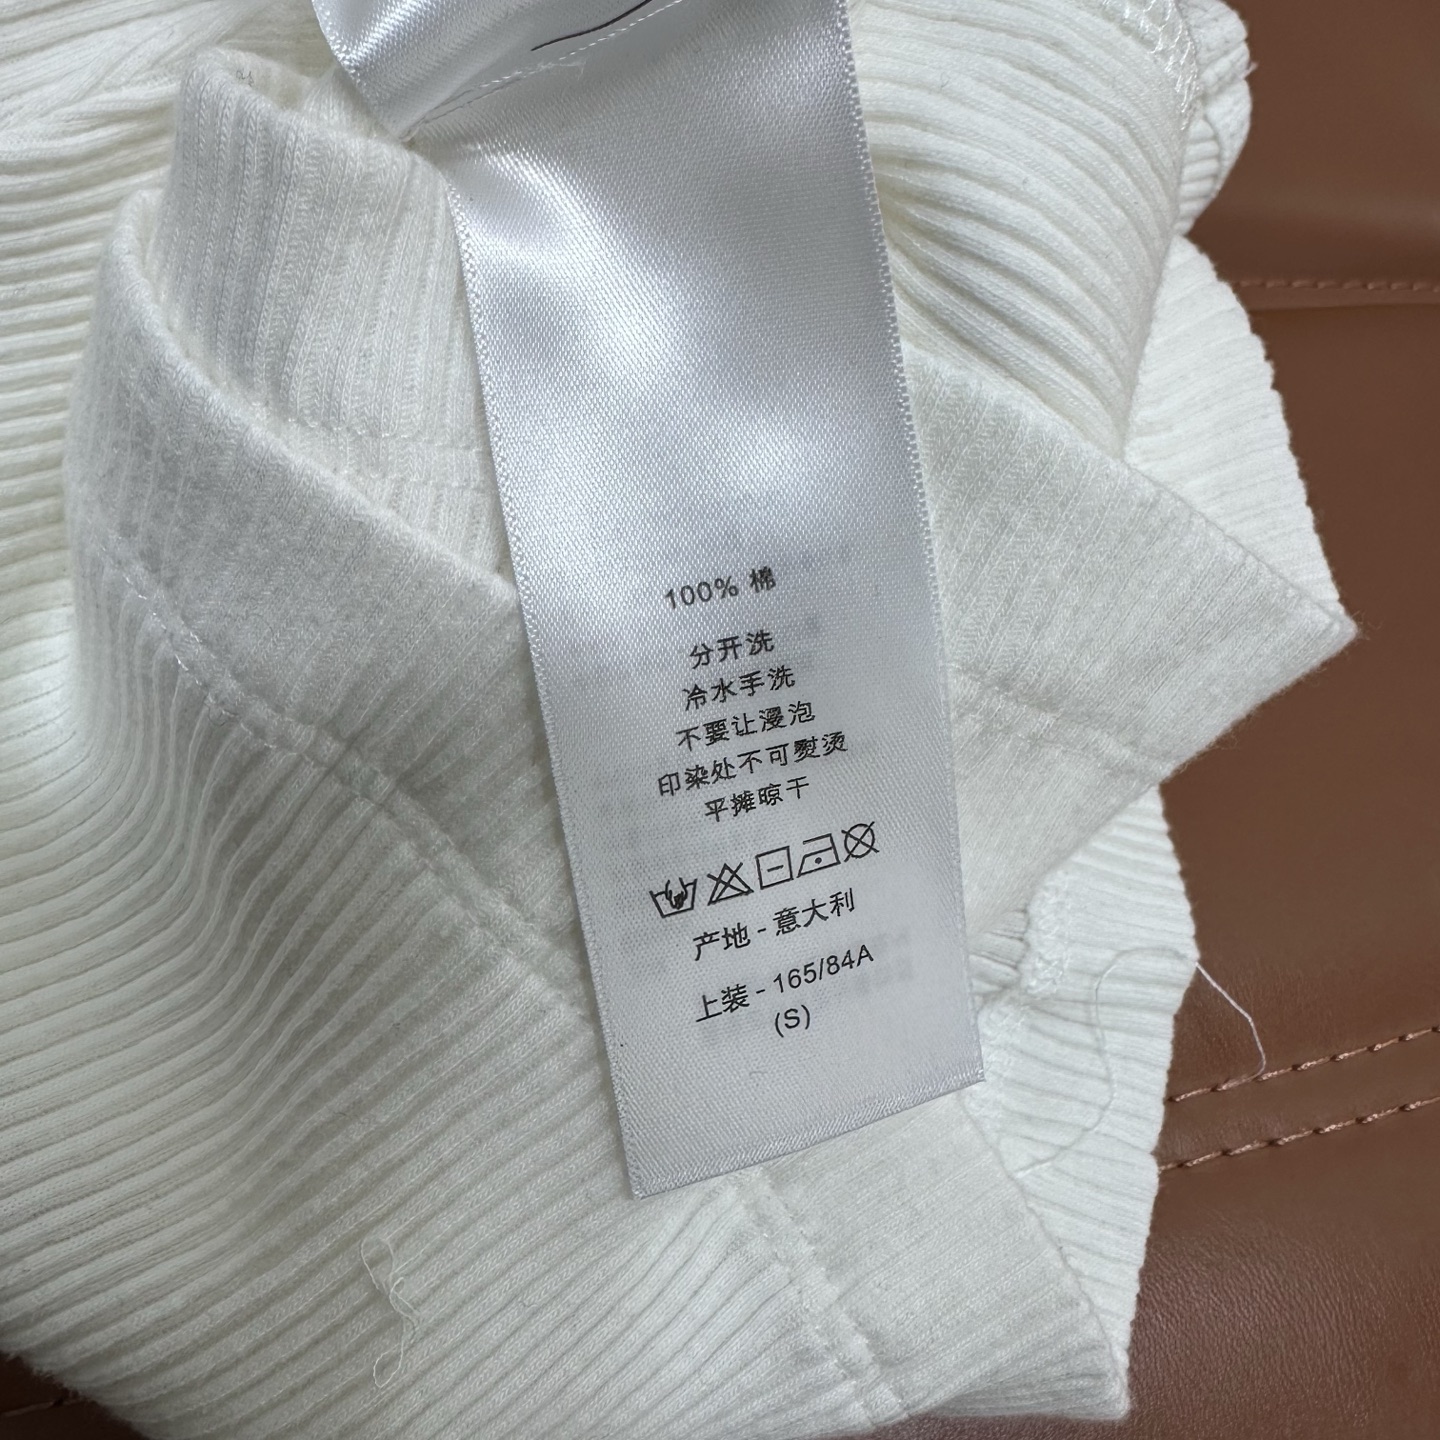 100% 棉
分开洗
冷水手洗
不要让浸泡
印染处不可熨烫
平摊晾干
产地 - 意大利
上装 - 165/84A
(S)